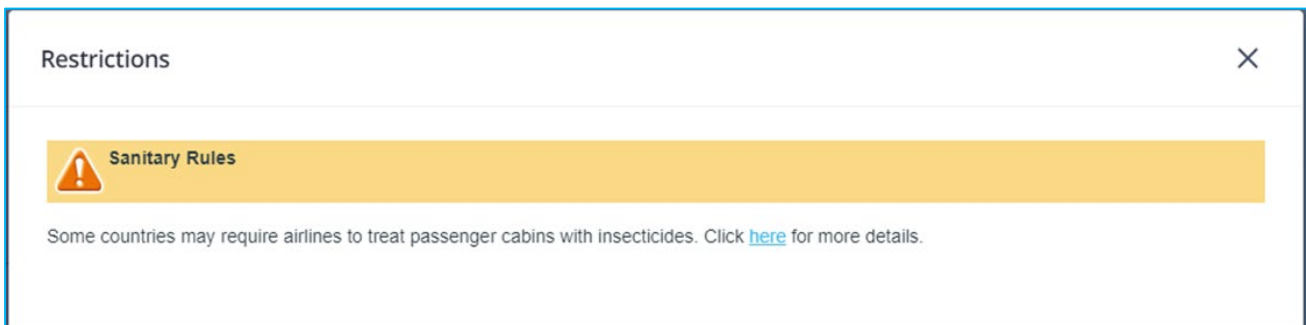 Restrictions
Sanitary Rules
Some countries may require airlines to treat passenger cabins with insecticides. Click here for more details.